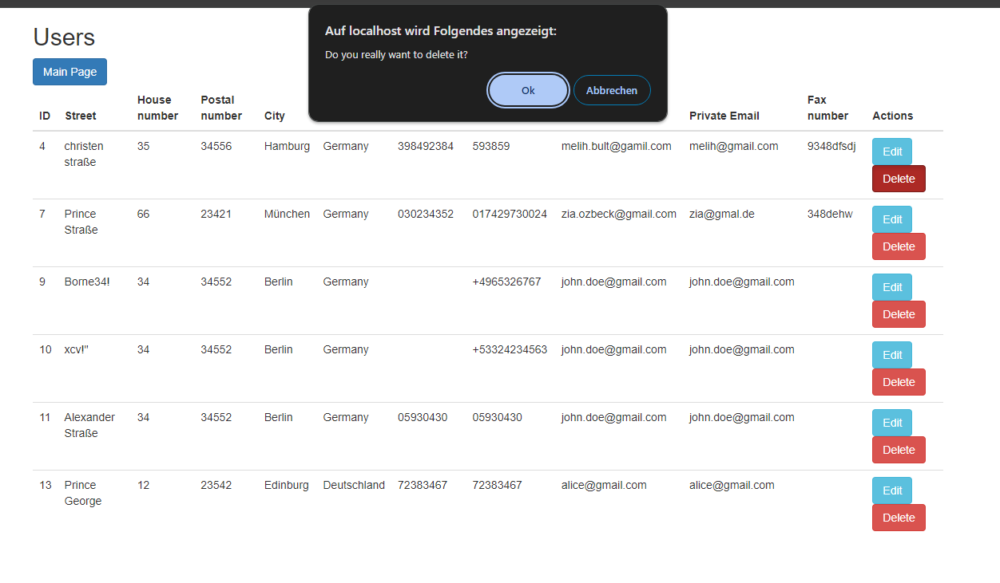 Auf localhost wird Folgendes angezeigt:
Do you really want to delete it?
Ok Abbrechen
Users
Main Page
ID Street House number Postal number City Private Email Fax number Actions
4 christen straße 35 34556 Hamburg Germany 398492384 593859 melih.bult@gamil.com melih@gmail.com 9348dfsdj Edit Delete
7 Prince Straße 66 23421 München Germany 030234352 017429730024 zia.ozbeck@gmail.com zia@gmal.de 348dehw Edit Delete
9 Borne34! 34 34552 Berlin Germany +4965326767 john.doe@gmail.com john.doe@gmail.com Edit Delete
10 xcv!" 34 34552 Berlin Germany +53324234563 john.doe@gmail.com john.doe@gmail.com Edit Delete
11 Alexander Straße 34 34552 Berlin Germany 05930430 05930430 john.doe@gmail.com john.doe@gmail.com Edit Delete
13 Prince George 12 23542 Edinburg Deutschland 72383467 72383467 alice@gmail.com alice@gmail.com Edit Delete